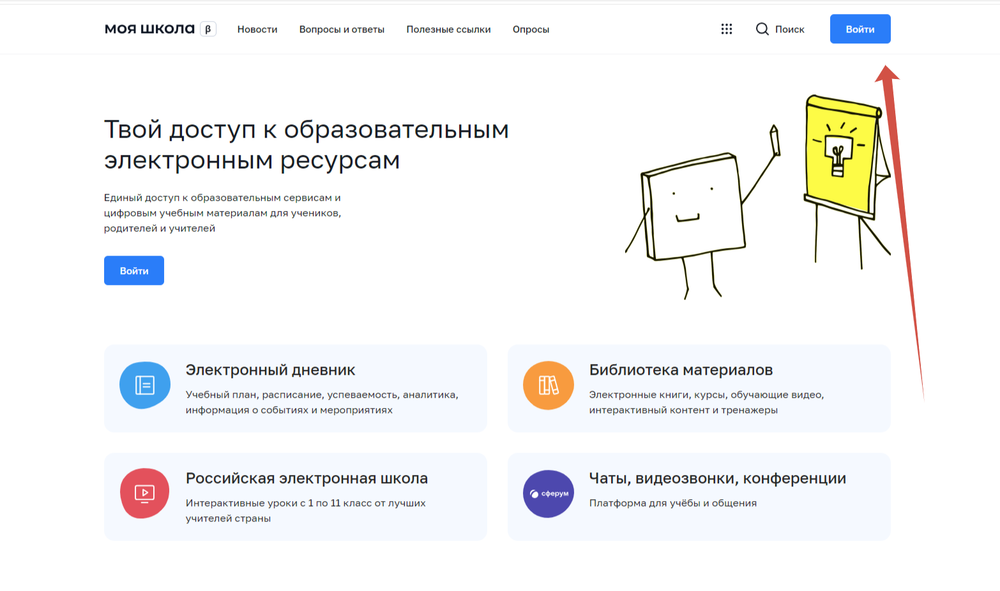 моя школа β Новости Вопросы и ответы Полезные ссылки Опросы Поиск Войти
Твой доступ к образовательным
электронным ресурсам
Единый доступ к образовательным сервисам и
цифровым учебным материалам для учеников,
родителей и учителей
Войти
Электронный дневник
Учебный план, расписание, успеваемость, аналитика,
информация о событиях и мероприятиях
Библиотека материалов
Электронные книги, курсы, обучающие видео,
интерактивный контент и тренажеры
Российская электронная школа
Интерактивные уроки с 1 по 11 класс от лучших
учителей страны
сферум
Чаты, видеозвонки, конференции
Платформа для учёбы и общения